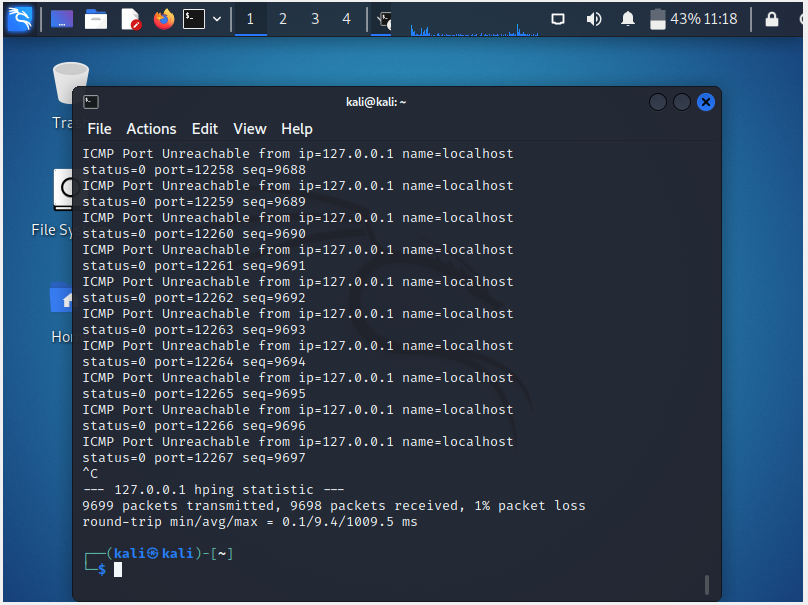 1 2 3 4 43% 11:18
kali@kali: ~
File Actions Edit View Help
ICMP Port Unreachable from ip=127.0.0.1 name=localhost
status=0 port=12258 seq=9688
ICMP Port Unreachable from ip=127.0.0.1 name=localhost
status=0 port=12259 seq=9689
ICMP Port Unreachable from ip=127.0.0.1 name=localhost
status=0 port=12260 seq=9690
ICMP Port Unreachable from ip=127.0.0.1 name=localhost
status=0 port=12261 seq=9691
ICMP Port Unreachable from ip=127.0.0.1 name=localhost
status=0 port=12262 seq=9692
ICMP Port Unreachable from ip=127.0.0.1 name=localhost
status=0 port=12263 seq=9693
ICMP Port Unreachable from ip=127.0.0.1 name=localhost
status=0 port=12264 seq=9694
ICMP Port Unreachable from ip=127.0.0.1 name=localhost
status=0 port=12265 seq=9695
ICMP Port Unreachable from ip=127.0.0.1 name=localhost
status=0 port=12266 seq=9696
ICMP Port Unreachable from ip=127.0.0.1 name=localhost
status=0 port=12267 seq=9697
^C
--- 127.0.0.1 hping statistic ---
9699 packets transmitted, 9698 packets received, 1% packet loss
round-trip min/avg/max = 0.1/9.4/1009.5 ms
┌──(kali㉿kali)-[~]
└─$
Tra
File Sy
Ho